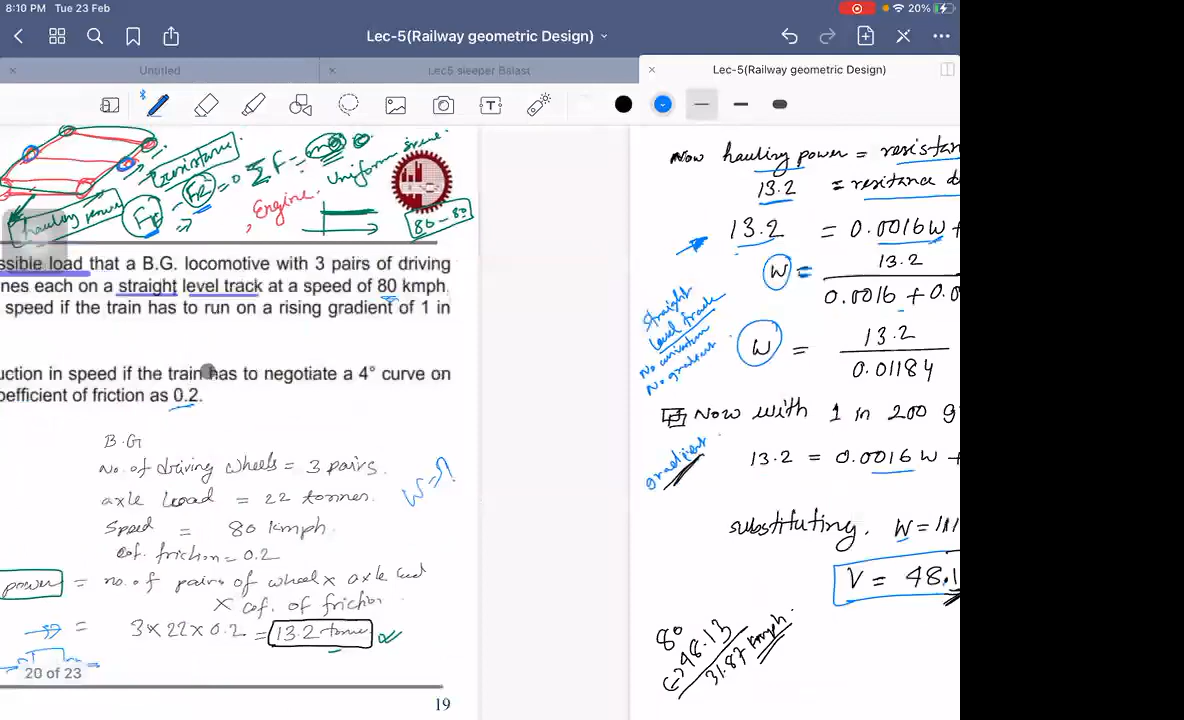 8:10 PM Tue 23 Feb
20%
Lec-5(Railway geometric Design)
Untitled
Lec5 sleeper Balast
Lec-5(Railway geometric Design)
resistance
ΣF =
Uniform
FR = 0
Engine
hauling power
80 - 80
ssible load that a B.G. locomotive with 3 pairs of driving
nes each on a straight level track at a speed of 80 kmph.
speed if the train has to run on a rising gradient of 1 in
uction in speed if the train has to negotiate a 4° curve on
oefficient of friction as 0.2.
B.G
No. of driving wheels = 3 pairs.
axle load = 22 tonnes.
Speed = 80 kmph.
Cof. friction = 0.2
power = no. of pairs of wheel x axle load
x cof. of friction
= 3 x 22 x 0.2 = 13.2 tonne
20 of 23
19
Now hauling power = resistan
13.2 = resitance d
13.2 = 0.0016 W +
W = 13.2
0.0016 + 0.0
Straight
level track
No curvature
No gradient
W = 13.2
0.01184
Now with 1 in 200 g
gradient
13.2 = 0.0016 W +
substituting. W = 111
V = 48.1
80
(-) 48.13
31.87 kmph